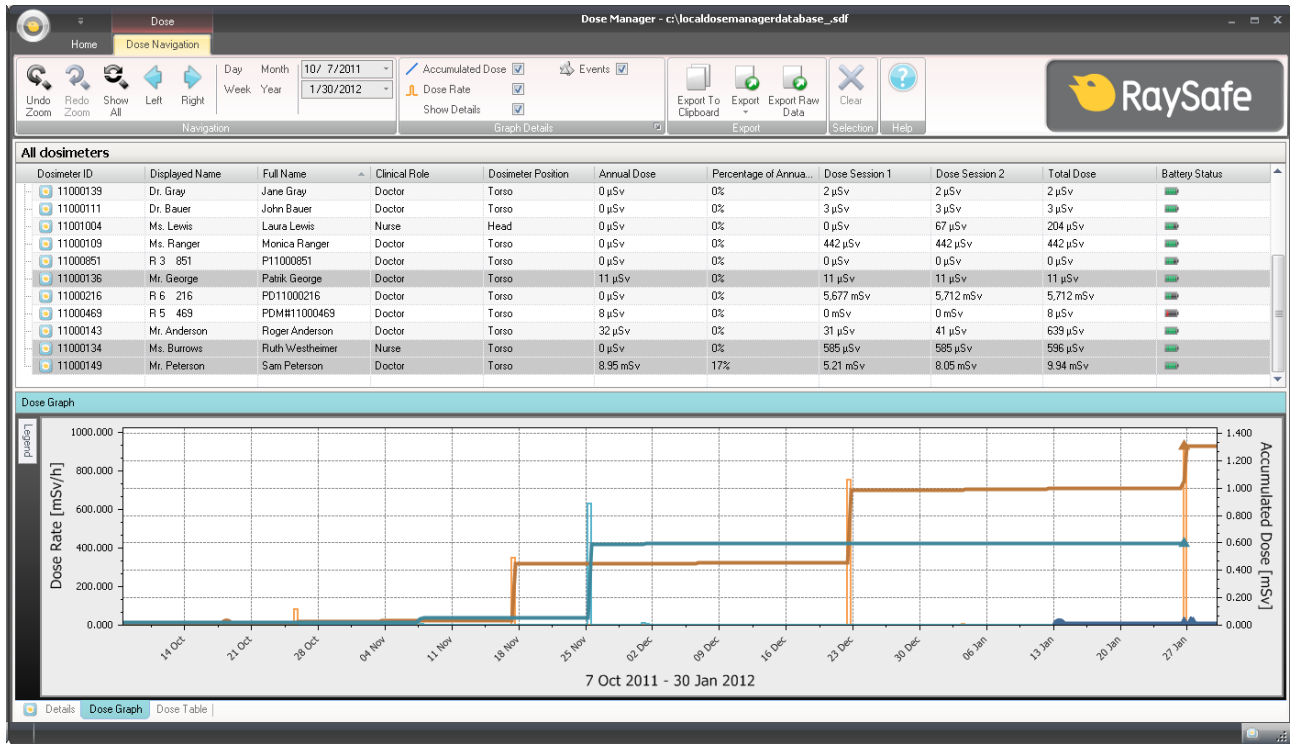 Dose
Dose Manager - c:\localdosemanagerdatabase_.sdf
Home Dose Navigation
Undo Zoom
Redo Zoom
Show All
Left
Right
Day Month 10/ 7/2011
Week Year 1/30/2012
Navigation
Accumulated Dose
Events
Dose Rate
Show Details
Graph Details
Export To Clipboard
Export
Export Raw Data
Export
Clear
Selection
Help
RaySafe
All dosimeters
Dosimeter ID Displayed Name Full Name Clinical Role Dosimeter Position Annual Dose Percentage of Annua... Dose Session 1 Dose Session 2 Total Dose Battery Status
11000139 Dr. Gray Jane Gray Doctor Torso 0 µSv 0% 2 µSv 2 µSv 2 µSv
11000111 Dr. Bauer John Bauer Doctor Torso 0 µSv 0% 3 µSv 3 µSv 3 µSv
11001004 Ms. Lewis Laura Lewis Nurse Head 0 µSv 0% 0 µSv 67 µSv 204 µSv
11000109 Ms. Ranger Monica Ranger Doctor Torso 0 µSv 0% 442 µSv 442 µSv 442 µSv
11000851 R 3 851 P11000851 Doctor Torso 0 µSv 0% 0 µSv 0 µSv 0 µSv
11000136 Mr. George Patrik George Doctor Torso 11 µSv 0% 11 µSv 11 µSv 11 µSv
11000216 R 6 216 PD11000216 Doctor Torso 0 µSv 0% 5,677 mSv 5,712 mSv 5,712 mSv
11000469 R 5 469 PDM#11000469 Doctor Torso 8 µSv 0% 0 mSv 0 mSv 8 µSv
11000143 Mr. Anderson Roger Anderson Doctor Torso 32 µSv 0% 31 µSv 41 µSv 639 µSv
11000134 Ms. Burrows Ruth Westheimer Nurse Torso 0 µSv 0% 585 µSv 585 µSv 596 µSv
11000149 Mr. Peterson Sam Peterson Doctor Torso 8.95 mSv 17% 5.21 mSv 8.05 mSv 9.94 mSv
Dose Graph
Legend
Dose Rate [mSv/h]
1000.000
800.000
600.000
400.000
200.000
0.000
1.400
1.200
1.000
0.800
0.600
0.400
0.200
0.000
Accumulated Dose [mSv]
14 Oct 21 Oct 28 Oct 04 Nov 11 Nov 18 Nov 25 Nov 02 Dec 09 Dec 16 Dec 23 Dec 30 Dec 06 Jan 13 Jan 20 Jan 27 Jan
7 Oct 2011 - 30 Jan 2012
Details Dose Graph Dose Table